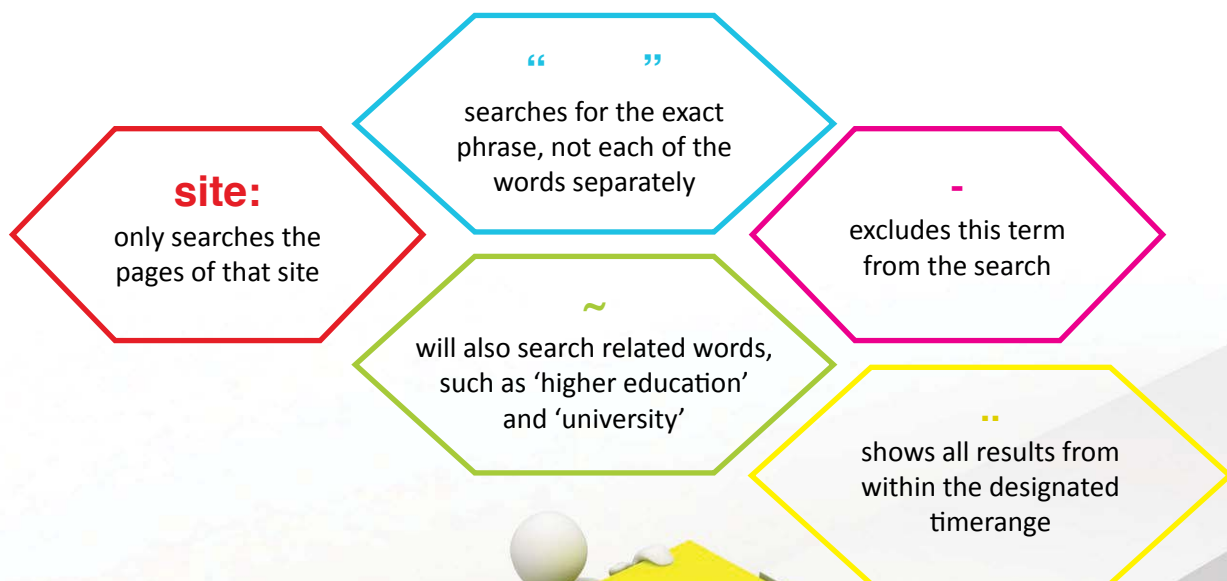 “ ”
searches for the exact
phrase, not each of the
words separately
site:
only searches the
pages of that site
-
excludes this term
from the search
~
will also search related words,
such as ‘higher education’
and ‘university’
..
shows all results from
within the designated
timerange